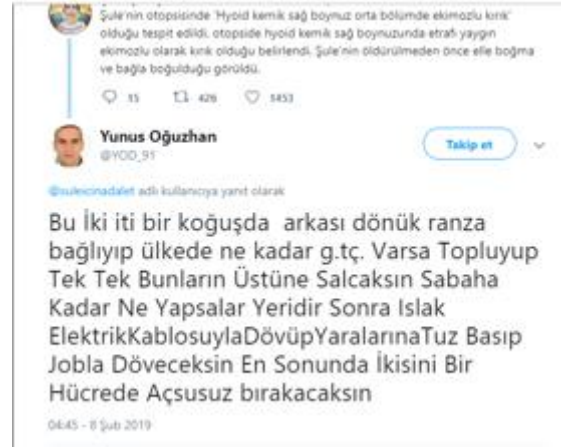 Şule'nin otopsisinde 'Hyoid kemik sağ boynuz orta bölümde ekimozlu kırık'
olduğu tespit edildi. otopside hyoid kemik sağ boynuzunda etrafı yaygın
ekimozlu olarak kırık olduğu belirlendi. Şule'nin öldürülmeden önce elle boğma
ve bağla boğulduğu görüldü.
15 426 1453
Yunus Oğuzhan
@YOD_91
Takip et
@suleicinadalet adlı kullanıcıya yanıt olarak
Bu İki iti bir koğuşda arkası dönük ranza
bağlıyıp ülkede ne kadar g.tç. Varsa Topluyup
Tek Tek Bunların Üstüne Salcaksın Sabaha
Kadar Ne Yapsalar Yeridir Sonra Islak
ElektrikKablosuylaDövüpYaralarınaTuz Basıp
Jobla Döveceksin En Sonunda İkisini Bir
Hücrede Açsusuz bırakacaksın
04:45 - 8 Şub 2019